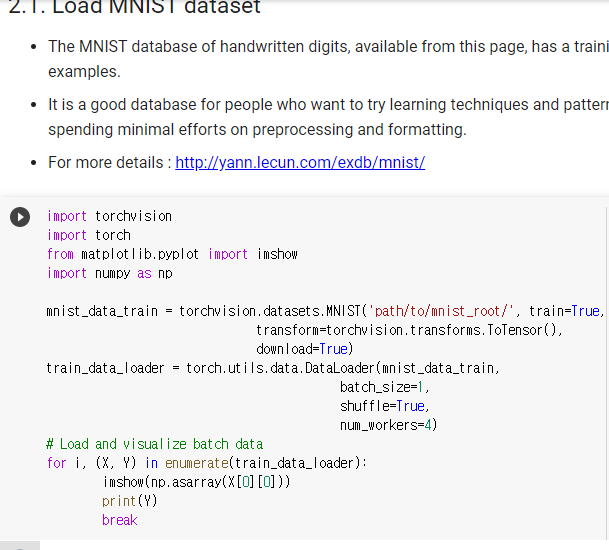 2.1. Load MNIST dataset
The MNIST database of handwritten digits, available from this page, has a traini
examples.
It is a good database for people who want to try learning techniques and patter
spending minimal efforts on preprocessing and formatting.
For more details : http://yann.lecun.com/exdb/mnist/
import torchvision
import torch
from matplotlib.pyplot import imshow
import numpy as np
mnist_data_train = torchvision.datasets.MNIST('path/to/mnist_root/', train=True,
transform=torchvision.transforms.ToTensor(),
download=True)
train_data_loader = torch.utils.data.DataLoader(mnist_data_train,
batch_size=1,
shuffle=True,
num_workers=4)
# Load and visualize batch data
for i, (X, Y) in enumerate(train_data_loader):
imshow(np.asarray(X[0][0]))
print(Y)
break